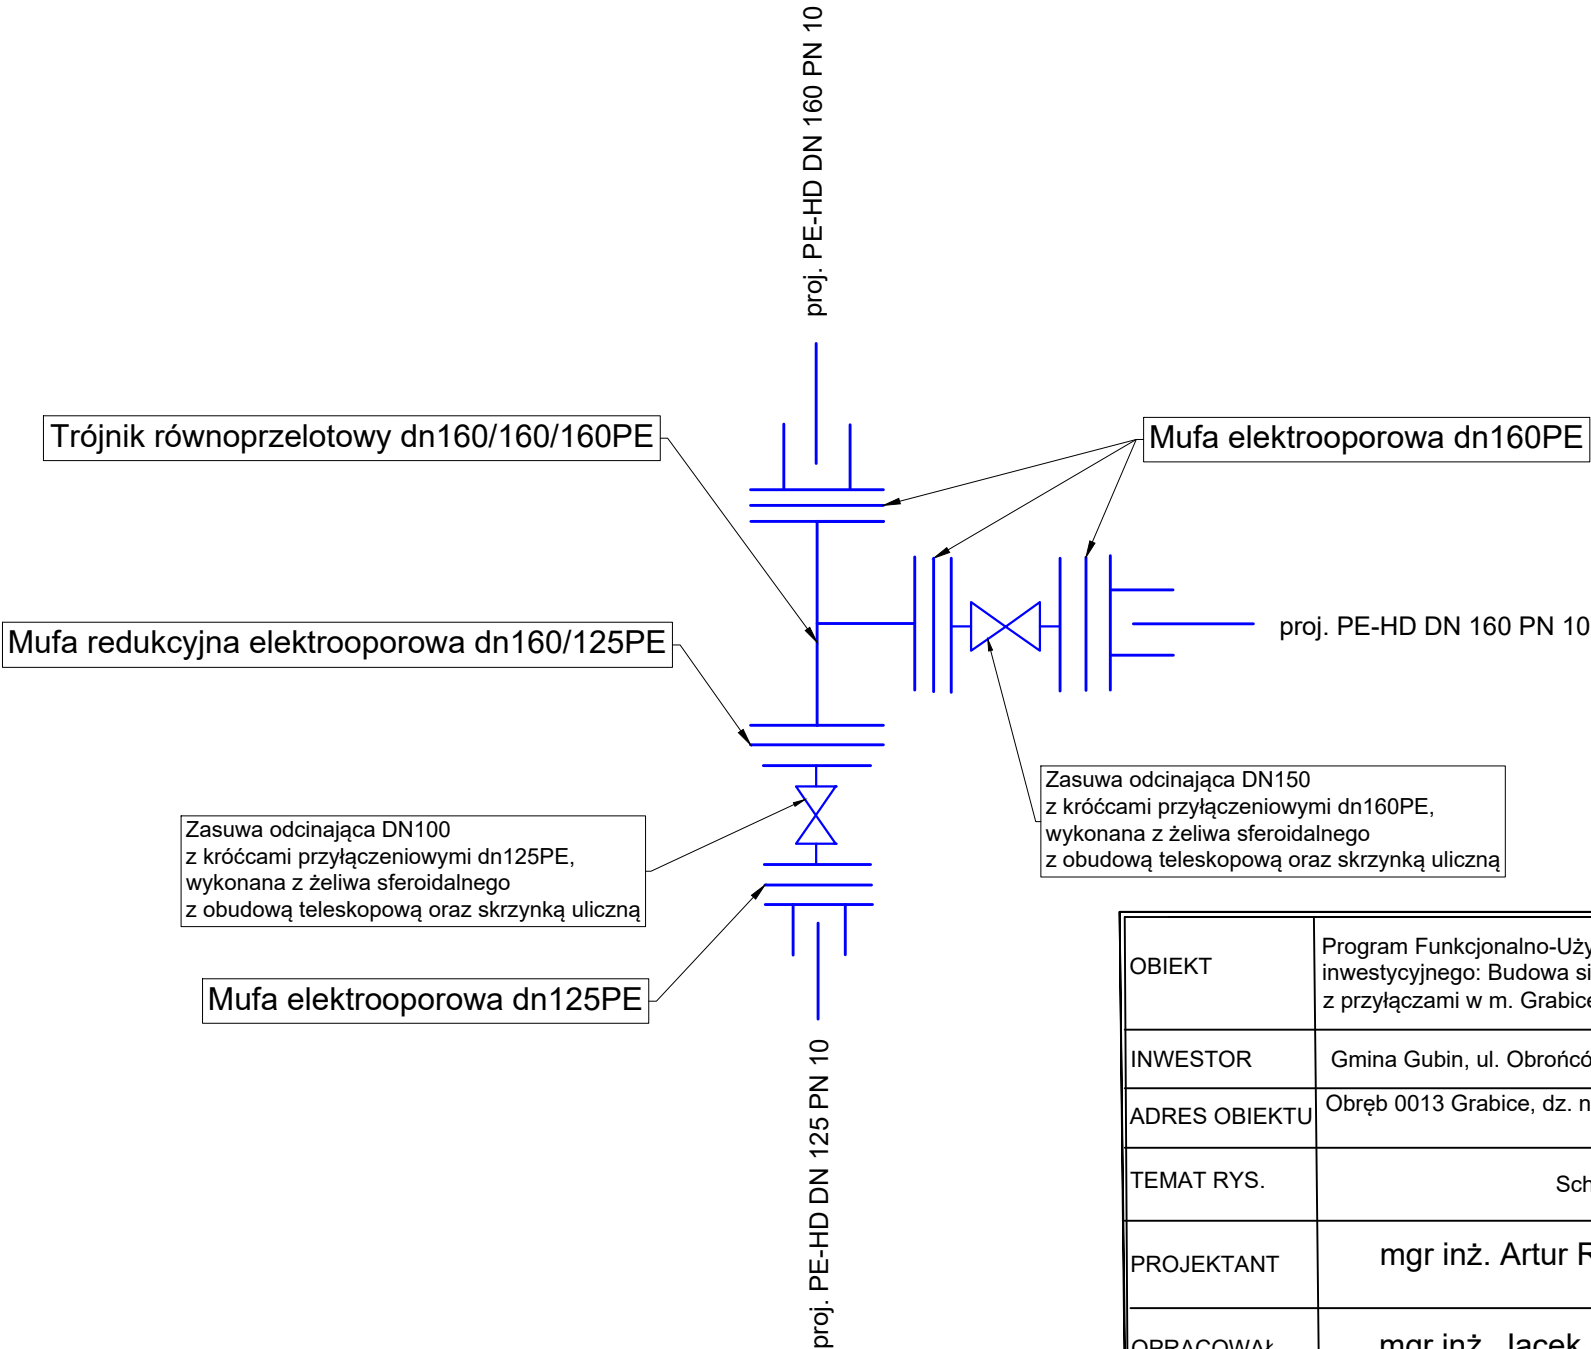 proj. PE-HD DN 160 PN 10
Trójnik równoprzelotowy dn160/160/160PE
Mufa elektrooporowa dn160PE
Mufa redukcyjna elektrooporowa dn160/125PE
proj. PE-HD DN 160 PN 10
Zasuwa odcinająca DN150
z króćcami przyłączeniowymi dn160PE,
wykonana z żeliwa sferoidalnego
z obudową teleskopową oraz skrzynką uliczną
Zasuwa odcinająca DN100
z króćcami przyłączeniowymi dn125PE,
wykonana z żeliwa sferoidalnego
z obudową teleskopową oraz skrzynką uliczną
Mufa elektrooporowa dn125PE
proj. PE-HD DN 125 PN 10
OBIEKT
Program Funkcjonalno-Uży
inwestycyjnego: Budowa si
z przyłączami w m. Grabice
INWESTOR
Gmina Gubin, ul. Obrońcó
ADRES OBIEKTU
Obręb 0013 Grabice, dz. n
TEMAT RYS.
Sch
PROJEKTANT
mgr inż. Artur R
OPRACOWAŁ
mgr inż. Jacek